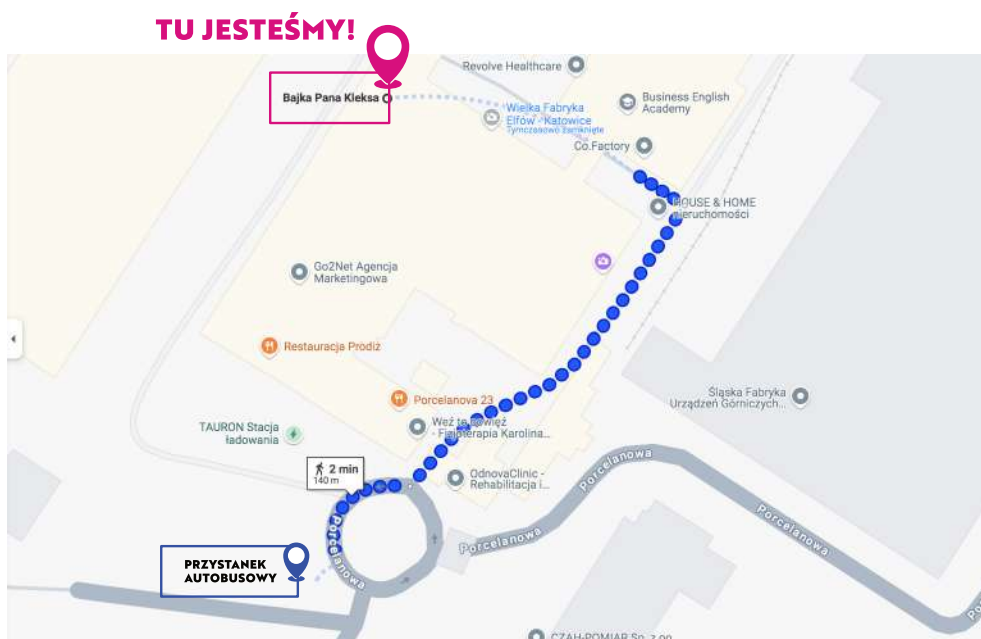 TU JESTEŚMY!
Revolve Healthcare
Bajka Pana Kleksa
Business English
Academy
Wielka Fabryka
Elfów - Katowice
Tymczasowo zamknięte
Co.Factory
HOUSE & HOME
nieruchomości
Go2Net Agencja
Marketingowa
Restauracja Prodiż
Porcelanova 23
Śląska Fabryka
Urządzeń Górniczych...
Weź tę
- Fizjoterapia Karolina...
TAURON Stacja
ładowania
2 min
140 m
OdnovaClinic -
Rehabilitacja i...
Porcelanowa
Porcelanowa
Porcelanowa
Porcelanowa
PRZYSTANEK
AUTOBUSOWY